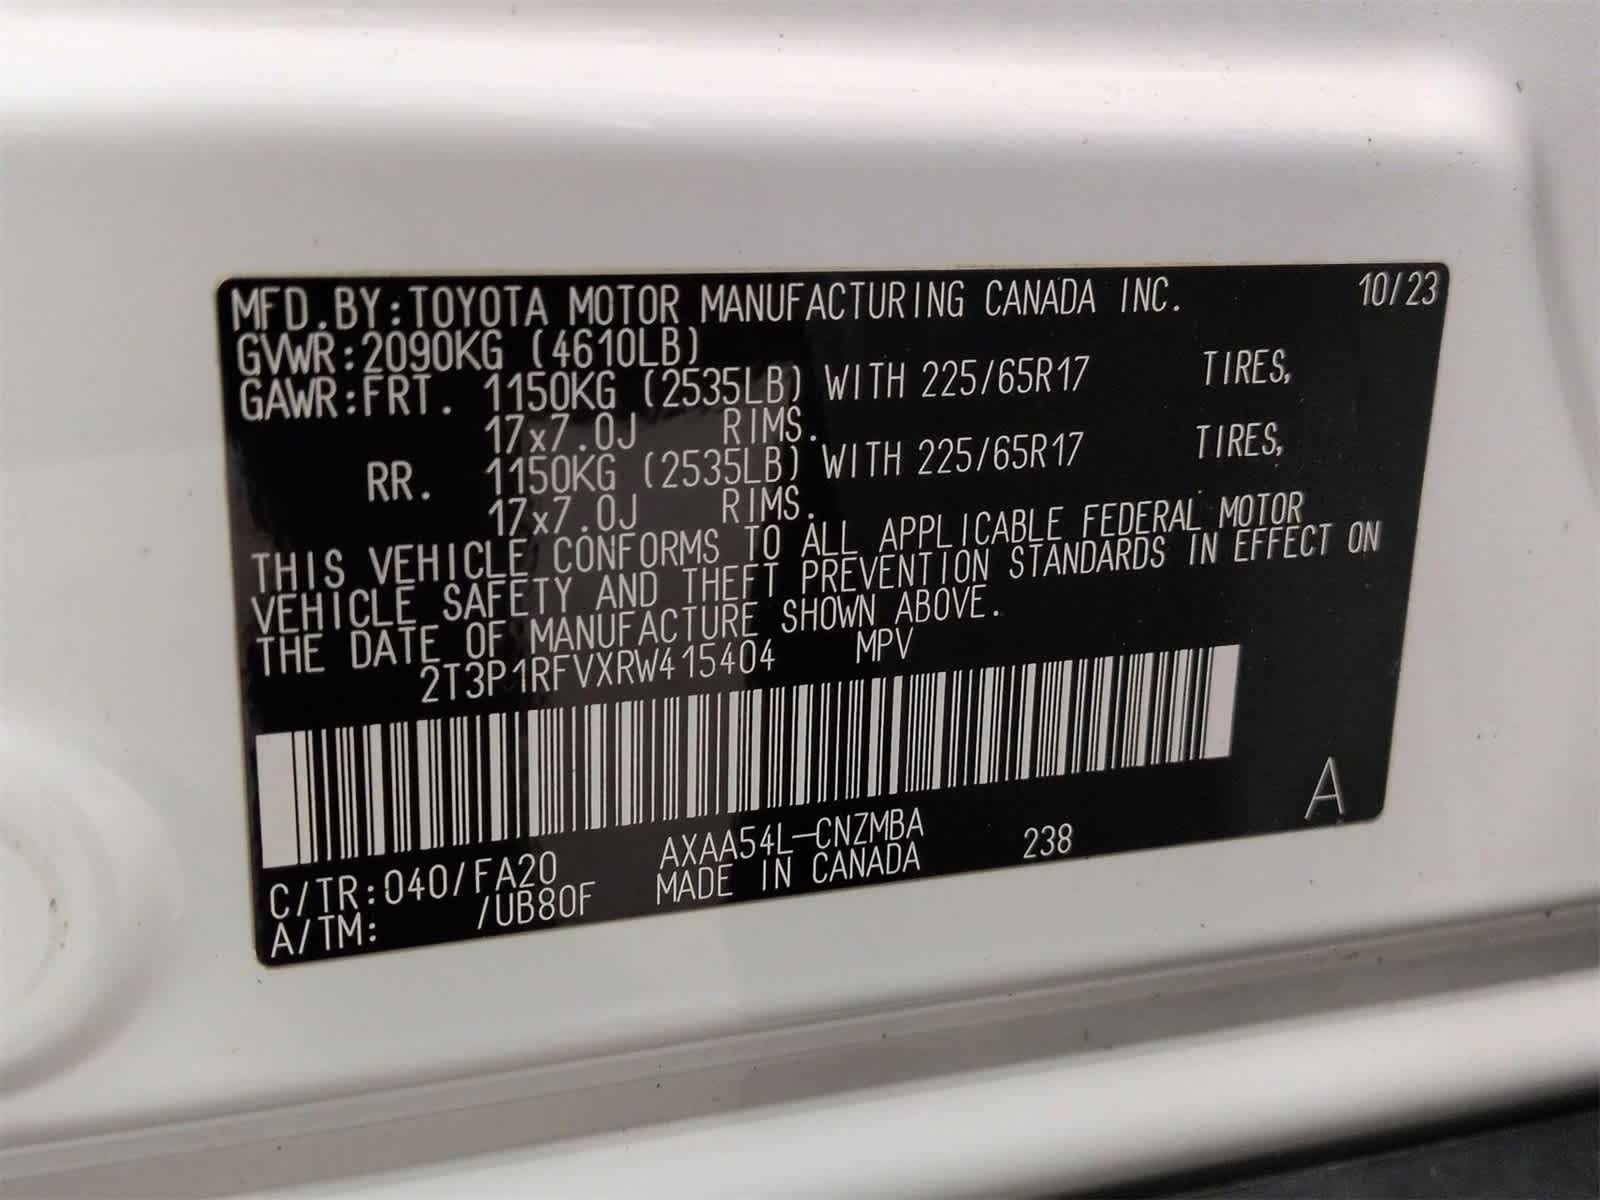 MFD.BY:TOYOTA MOTOR MANUFACTURING CANADA INC. 10/23
GVWR:2090KG (4610LB)
GAWR:FRT. 1150KG (2535LB) WITH 225/65R17 TIRES,
17x7.0J RIMS.
RR. 1150KG (2535LB) WITH 225/65R17 TIRES,
17x7.0J RIMS.
THIS VEHICLE CONFORMS TO ALL APPLICABLE FEDERAL MOTOR
VEHICLE SAFETY AND THEFT PREVENTION STANDARDS IN EFFECT ON
THE DATE OF MANUFACTURE SHOWN ABOVE.
2T3P1RFVXRW415404 MPV
A
C/TR:040/FA20 AXAA54L-CNZMBA 238
A/TM: /UB80F MADE IN CANADA